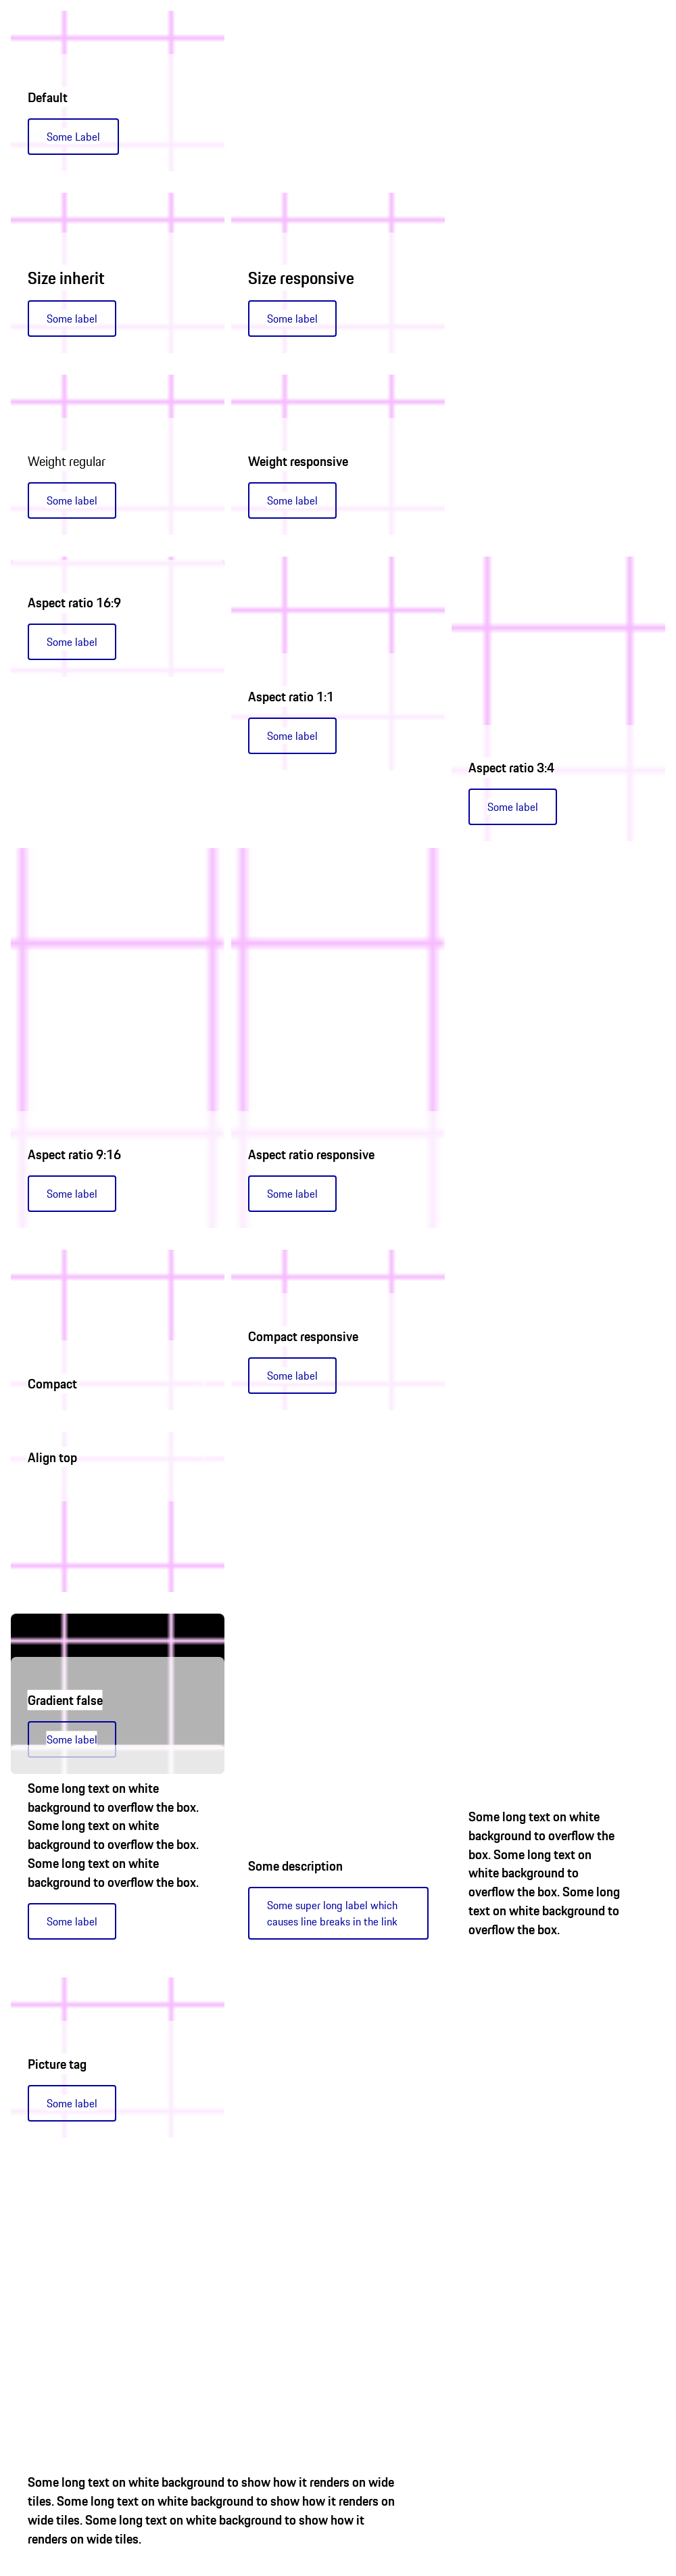 Default
Some Label
Size inherit
Some label
Size responsive
Some label
Weight regular
Some label
Weight responsive
Some label
Aspect ratio 16:9
Some label
Aspect ratio 1:1
Some label
Aspect ratio 3:4
Some label
Aspect ratio 9:16
Some label
Aspect ratio responsive
Some label
Compact
Compact responsive
Some label
Align top
Gradient false
Some label
Some long text on white
background to overflow the box.
Some long text on white
background to overflow the box.
Some long text on white
background to overflow the box.
Some label
Some description
Some super long label which
causes line breaks in the link
Some long text on white
background to overflow the
box. Some long text on
white background to
overflow the box. Some long
text on white background to
overflow the box.
Picture tag
Some label
Some long text on white background to show how it renders on wide
tiles. Some long text on white background to show how it renders on
wide tiles. Some long text on white background to show how it
renders on wide tiles.